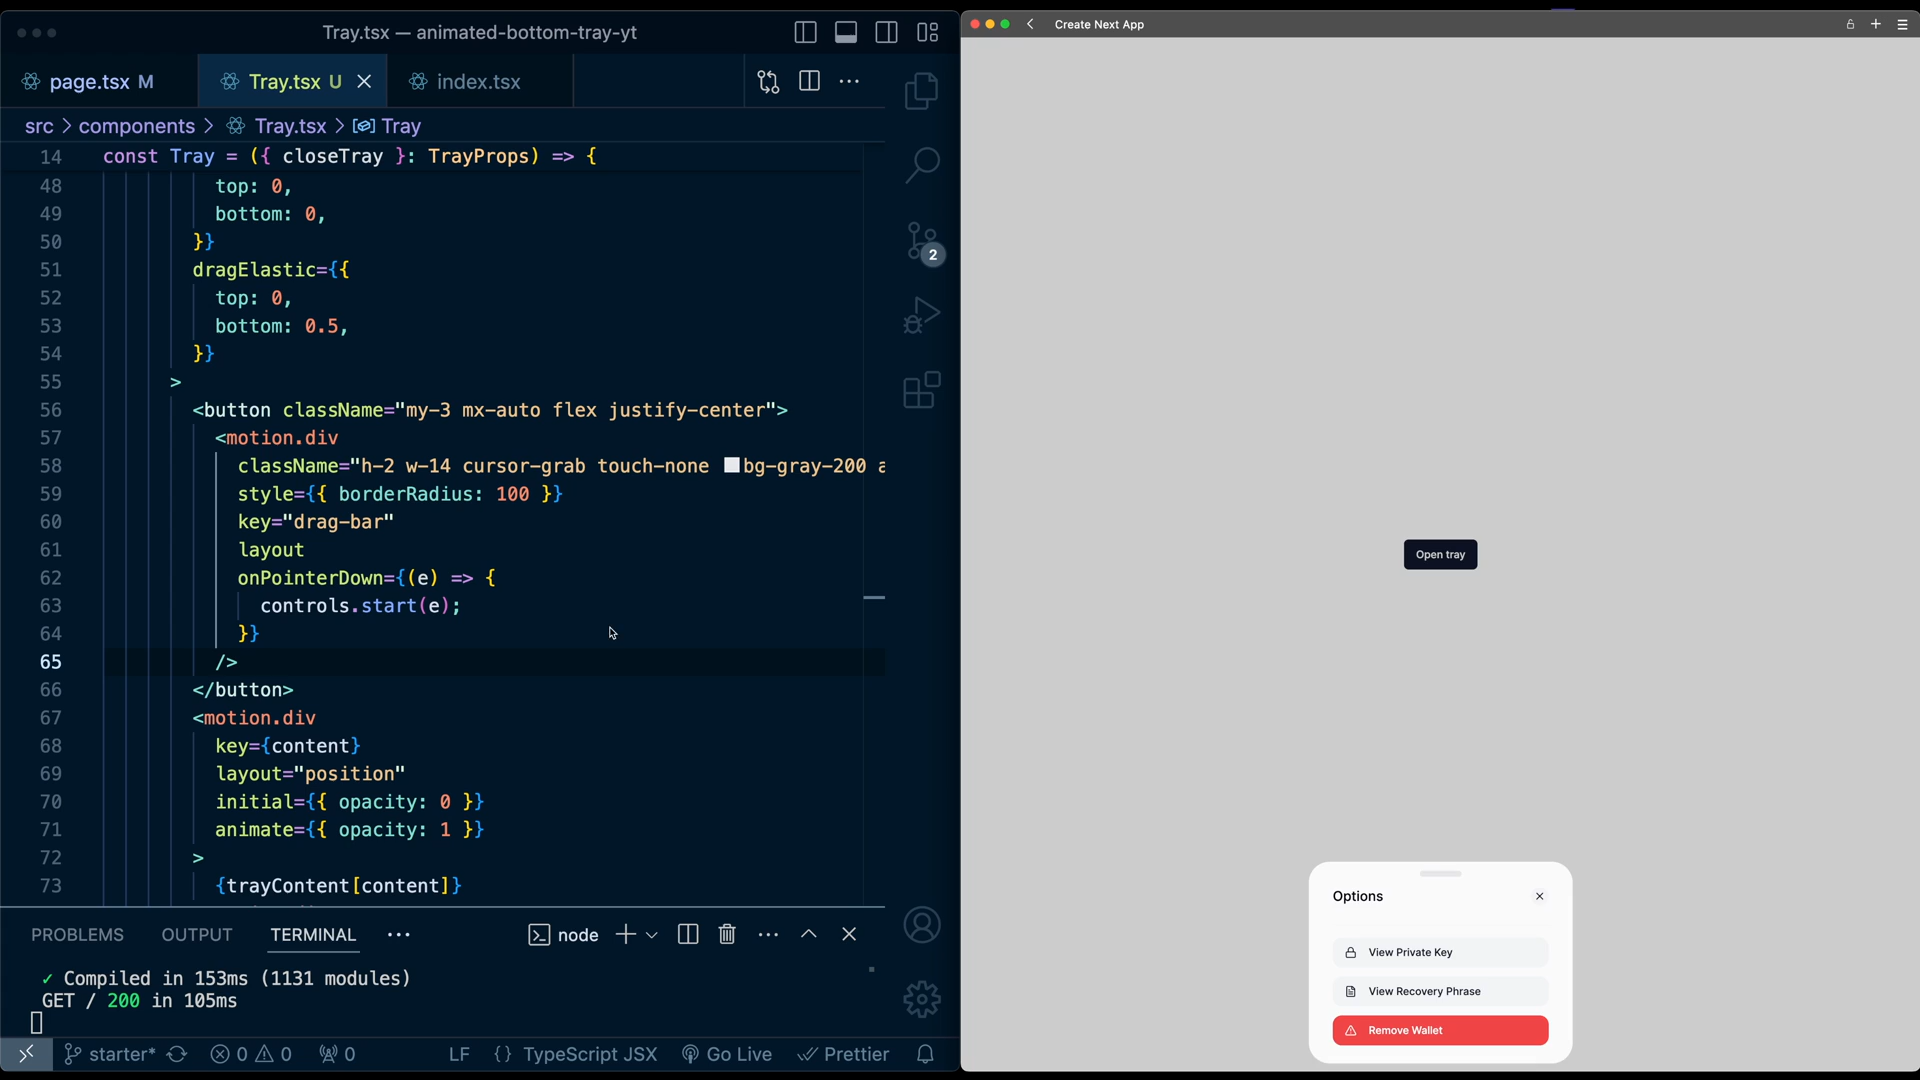 Tray.tsx — animated-bottom-tray-yt
page.tsx M
Tray.tsx U
index.tsx
src > components > Tray.tsx > Tray
14 const Tray = ({ closeTray }: TrayProps) => {
48 top: 0,
49 bottom: 0,
50 }}
51 dragElastic={{
52 top: 0,
53 bottom: 0.5,
54 }}
55 >
56 <button className="my-3 mx-auto flex justify-center">
57 <motion.div
58 className="h-2 w-14 cursor-grab touch-none bg-gray-200 a
59 style={{ borderRadius: 100 }}
60 key="drag-bar"
61 layout
62 onPointerDown={(e) => {
63 controls.start(e);
64 }}
65 />
66 </button>
67 <motion.div
68 key={content}
69 layout="position"
70 initial={{ opacity: 0 }}
71 animate={{ opacity: 1 }}
72 >
73 {trayContent[content]}
2
PROBLEMS OUTPUT TERMINAL ··· node
✓ Compiled in 153ms (1131 modules)
GET / 200 in 105ms
starter* 0 0 0 LF {} TypeScript JSX Go Live Prettier
Create Next App
Open tray
Options
View Private Key
View Recovery Phrase
Remove Wallet